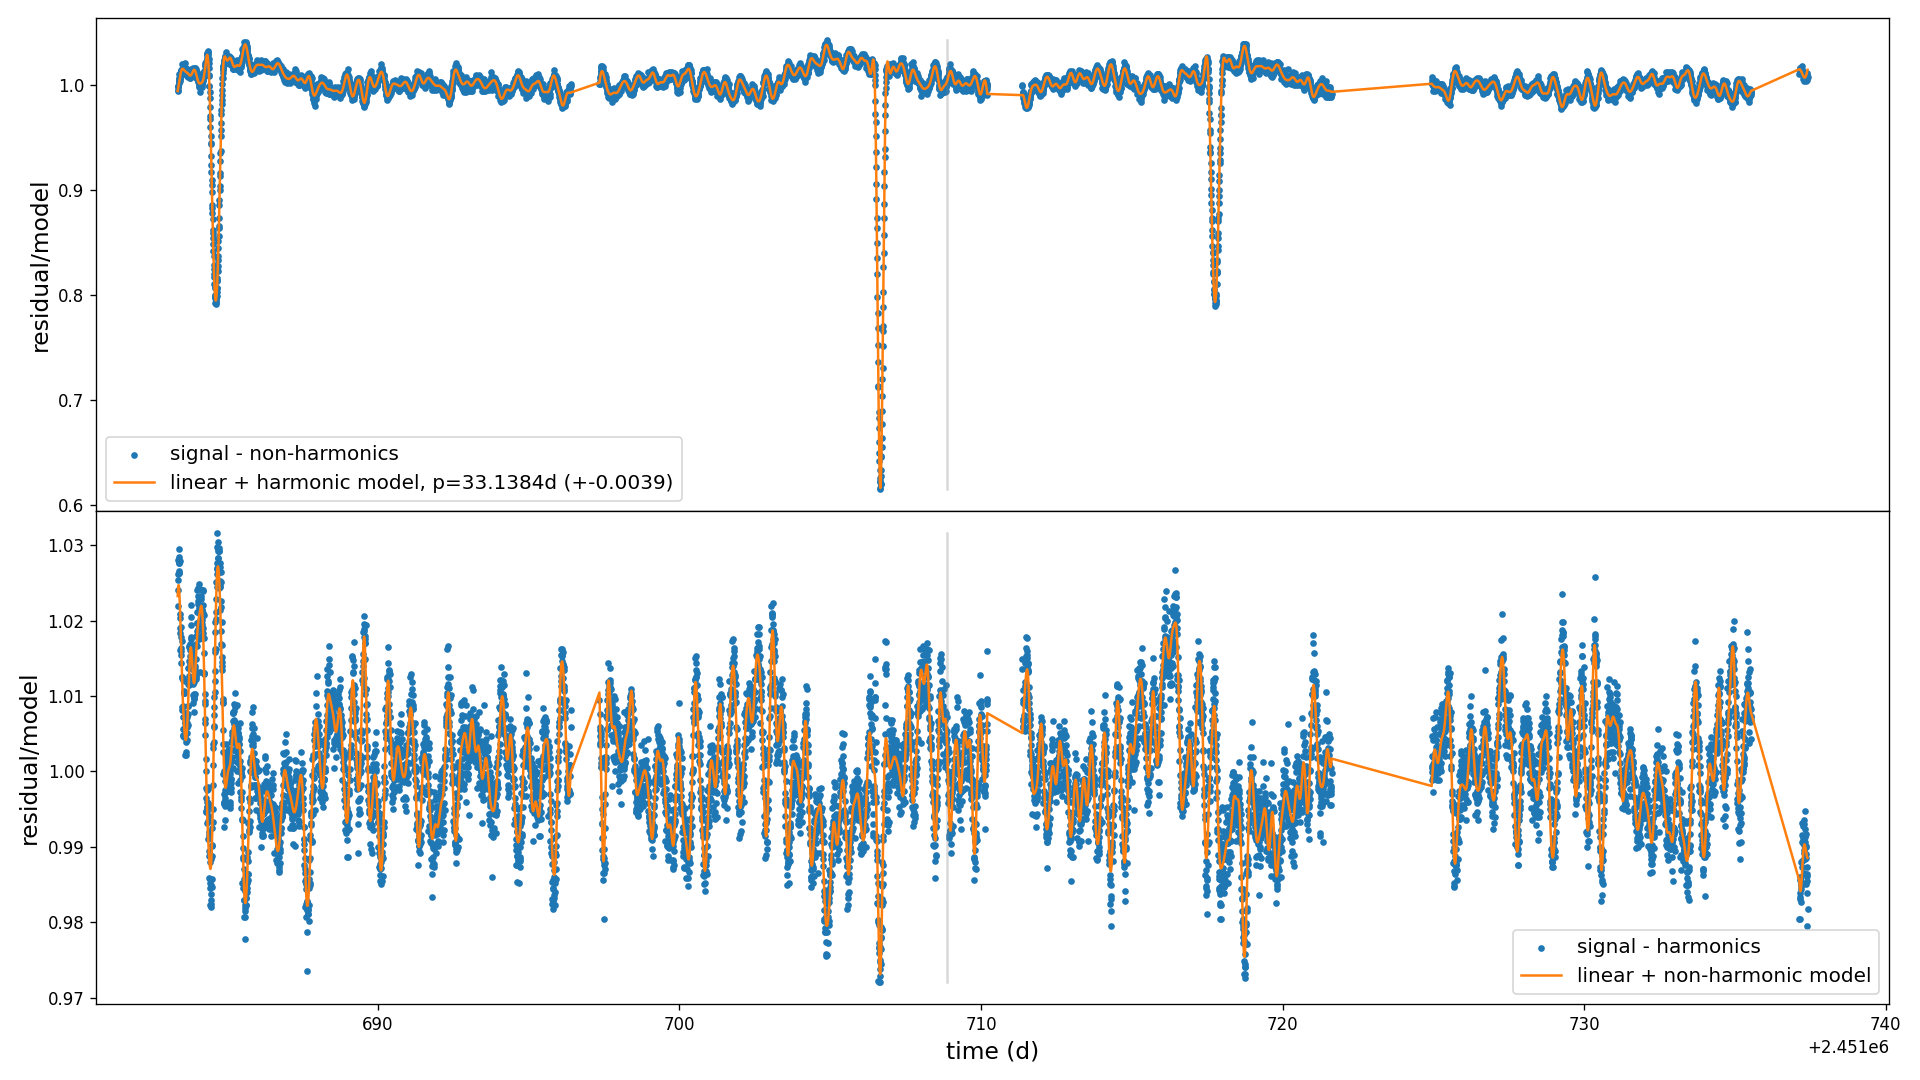 1.0
0.9
0.8
0.7
0.6
residual/model
signal - non-harmonics
linear + harmonic model, p=33.1384d (+-0.0039)
1.03
1.02
1.01
1.00
0.99
0.98
0.97
residual/model
signal - harmonics
linear + non-harmonic model
690 700 710 720 730 740
time (d)
+2.451e6